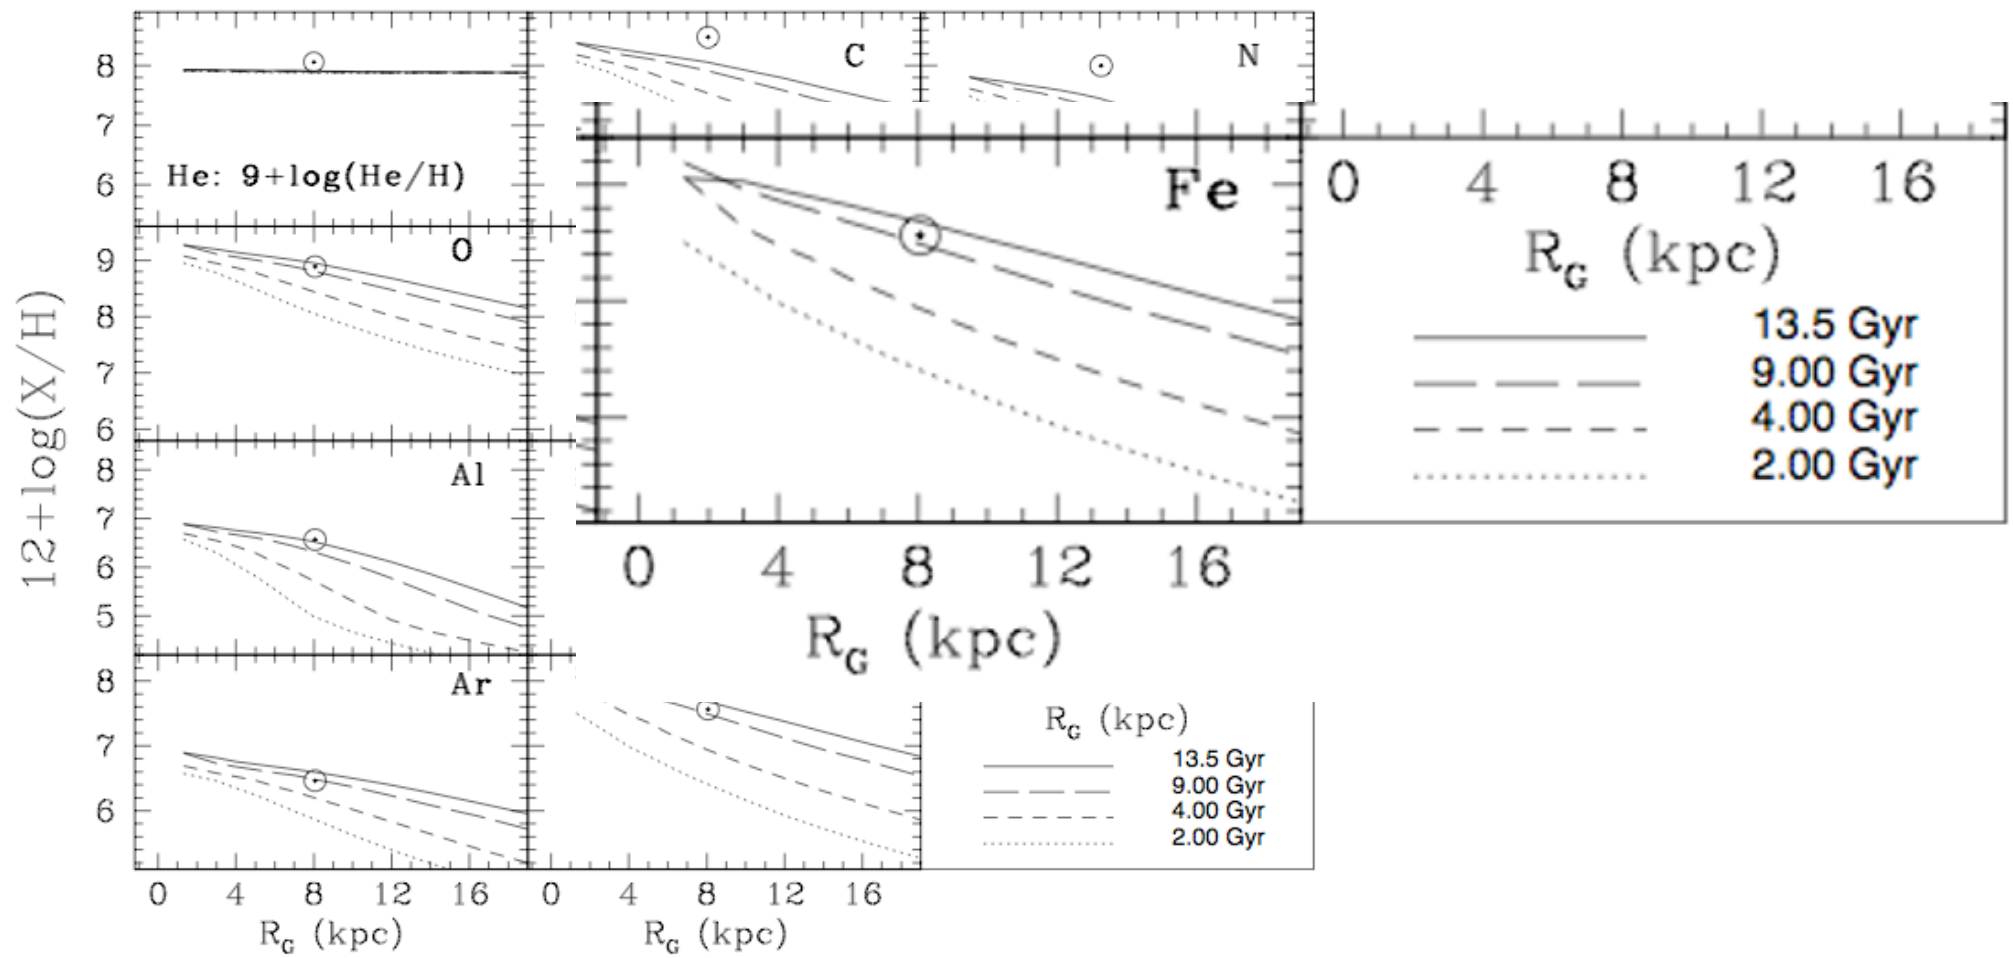 C
N
8
7
6
He: 9+log(He/H)
Fe
0 4 8 12 16
R_G (kpc)
O
9
8
7
6
13.5 Gyr
9.00 Gyr
4.00 Gyr
2.00 Gyr
12+log(X/H)
Al
8
7
6
5
0 4 8 12 16
R_G (kpc)
Ar
8
7
6
R_G (kpc)
13.5 Gyr
9.00 Gyr
4.00 Gyr
2.00 Gyr
0 4 8 12 16 0 4 8 12 16
R_G (kpc) R_G (kpc)